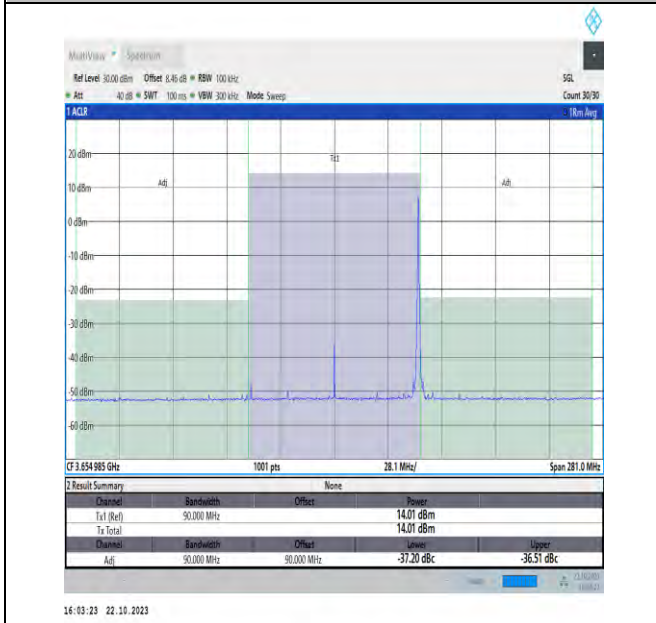 MultiView Spectrum
Ref Level 30.00 dBm Offset 8.46 dB RBW 100 kHz SGL
Att 40 dB SWT 100 ms VBW 300 kHz Mode Sweep Count 30/30
1 ACLR 1Rm Avg
20 dBm
Tx1
Adj Adj
10 dBm
0 dBm
-10 dBm
-20 dBm
-30 dBm
-40 dBm
-50 dBm
-60 dBm
CF 3.654 985 GHz 1001 pts 28.1 MHz/ Span 281.0 MHz
2 Result Summary None
Channel Bandwidth Offset Power
Tx1 (Ref) 90.000 MHz 14.01 dBm
Tx Total 14.01 dBm
Channel Bandwidth Offset Lower Upper
Adj 90.000 MHz 90.000 MHz -37.20 dBc -36.51 dBc
16:03:23 22.10.2023